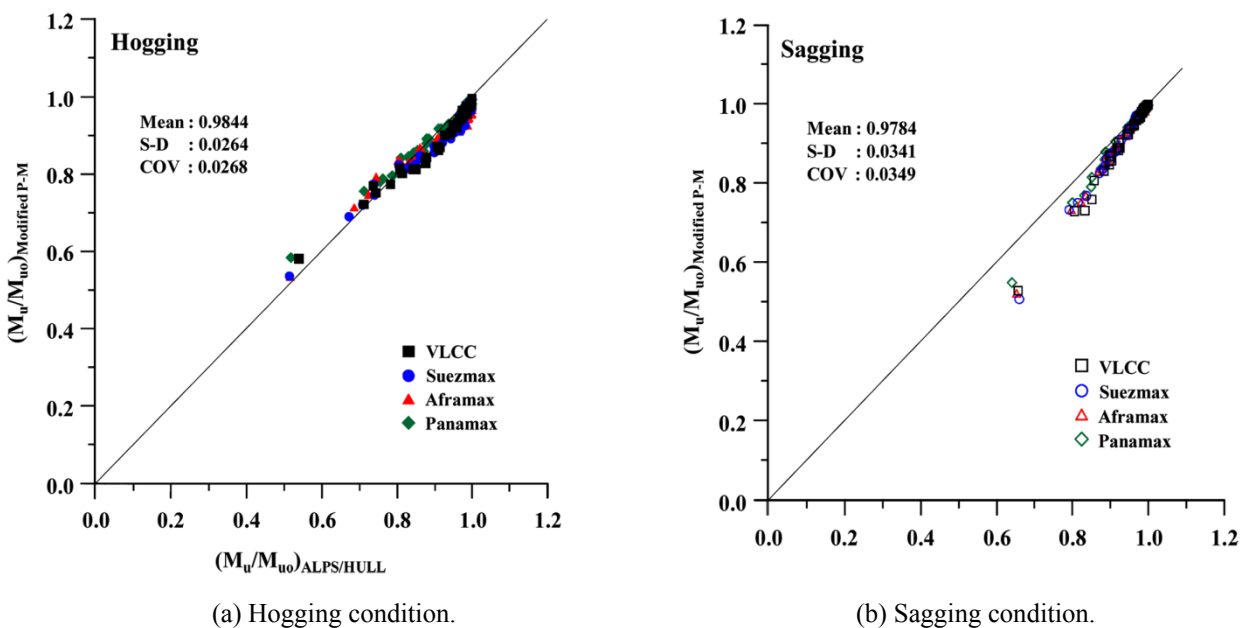 Hogging
Mean : 0.9844
S-D : 0.0264
COV : 0.0268
1.2
1.0
0.8
0.6
0.4
0.2
0.0
(Mu/Muo)Modified P-M
VLCC
Suezmax
Aframax
Panamax
0.0 0.2 0.4 0.6 0.8 1.0 1.2
(Mu/Muo)ALPS/HULL
(a) Hogging condition.
Sagging
Mean : 0.9784
S-D : 0.0341
COV : 0.0349
1.2
1.0
0.8
0.6
0.4
0.2
0.0
(Mu/Muo)Modified P-M
VLCC
Suezmax
Aframax
Panamax
0.0 0.2 0.4 0.6 0.8 1.0 1.2
(b) Sagging condition.